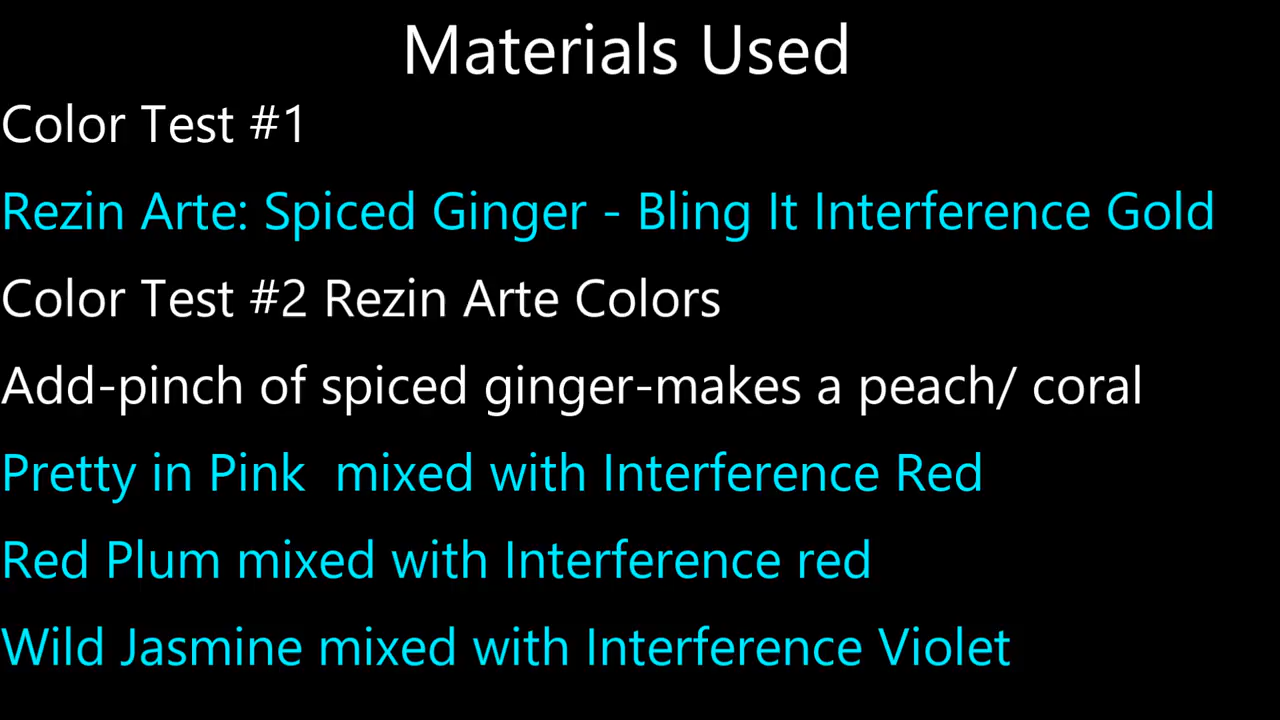 Materials Used
Color Test #1
Rezin Arte: Spiced Ginger - Bling It Interference Gold
Color Test #2 Rezin Arte Colors
Add-pinch of spiced ginger-makes a peach/ coral
Pretty in Pink  mixed with Interference Red
Red Plum mixed with Interference red
Wild Jasmine mixed with Interference Violet